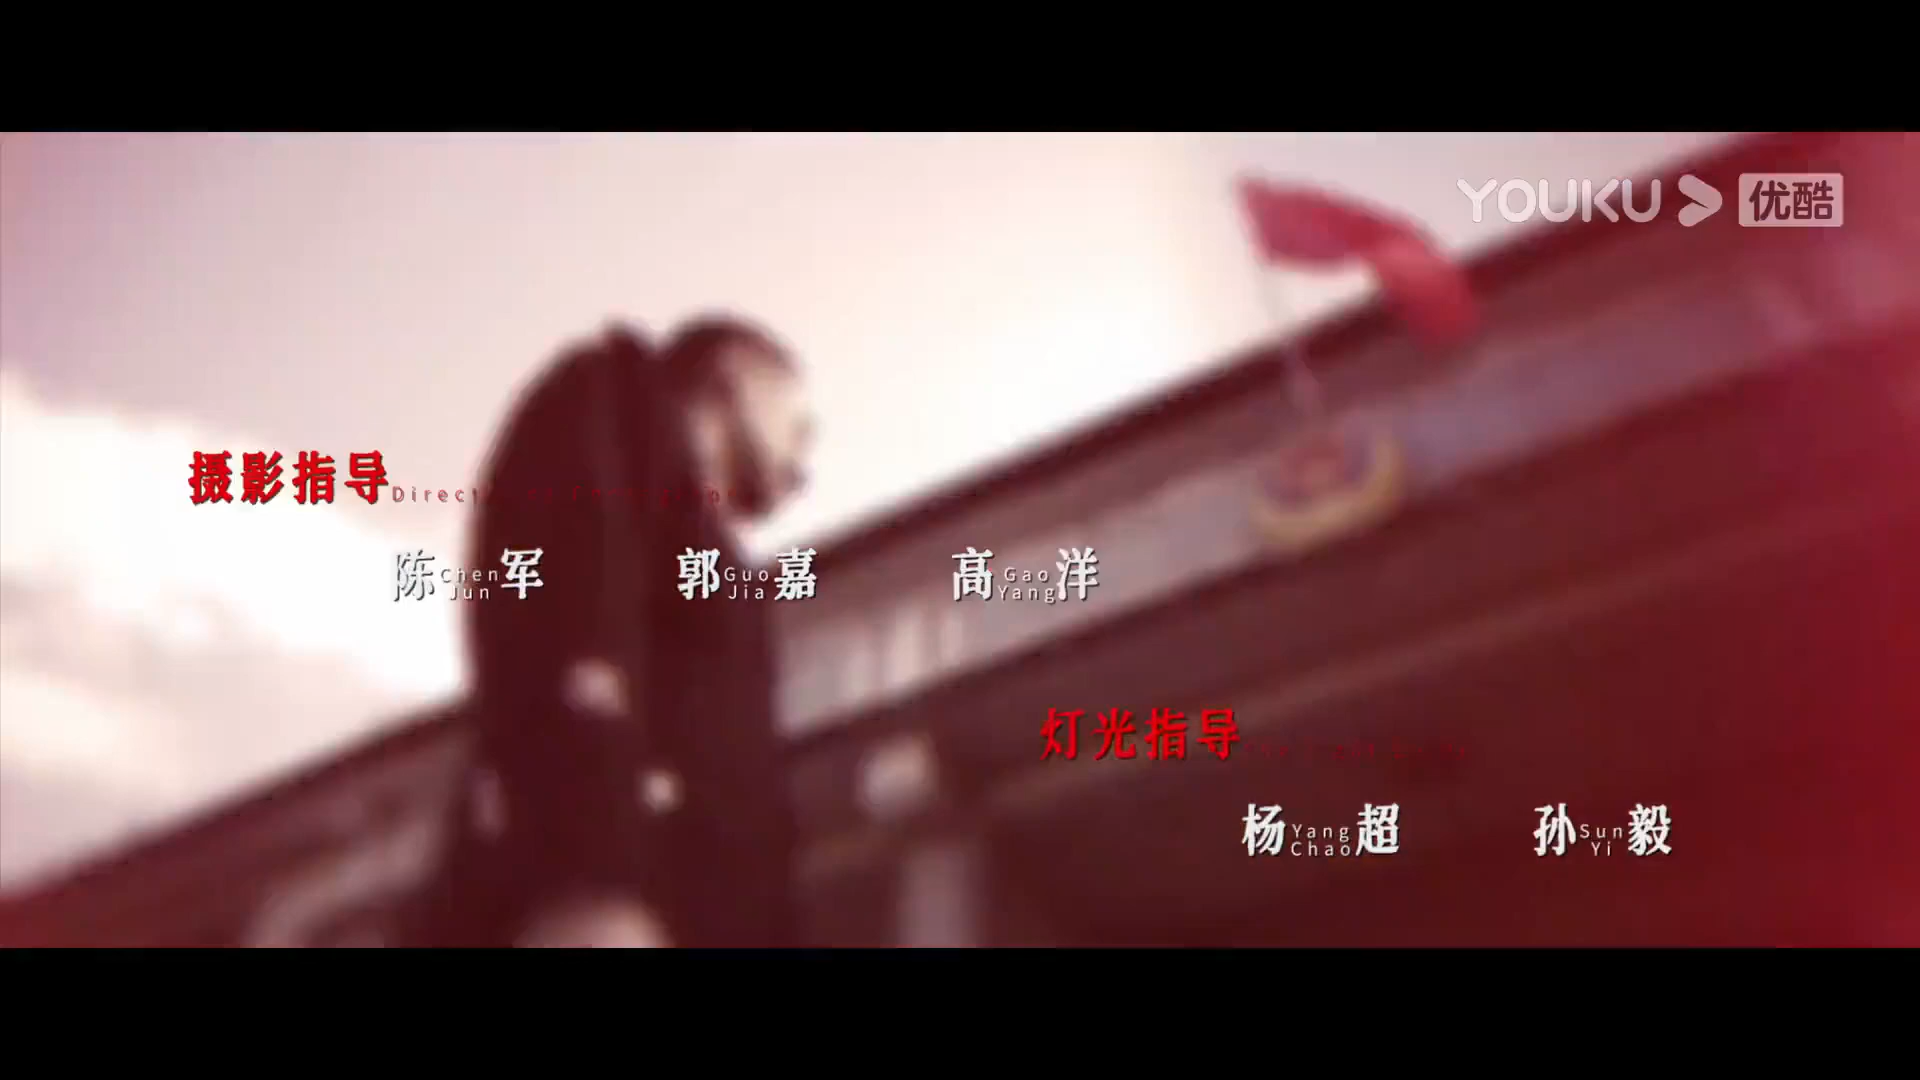 YOUKU 优酷
摄影指导
陈 Chen Jun 军 郭 Guo Jia 嘉 高 Gao Yang 洋
灯光指导
杨 Yang Chao 超 孙 Sun Yi 毅